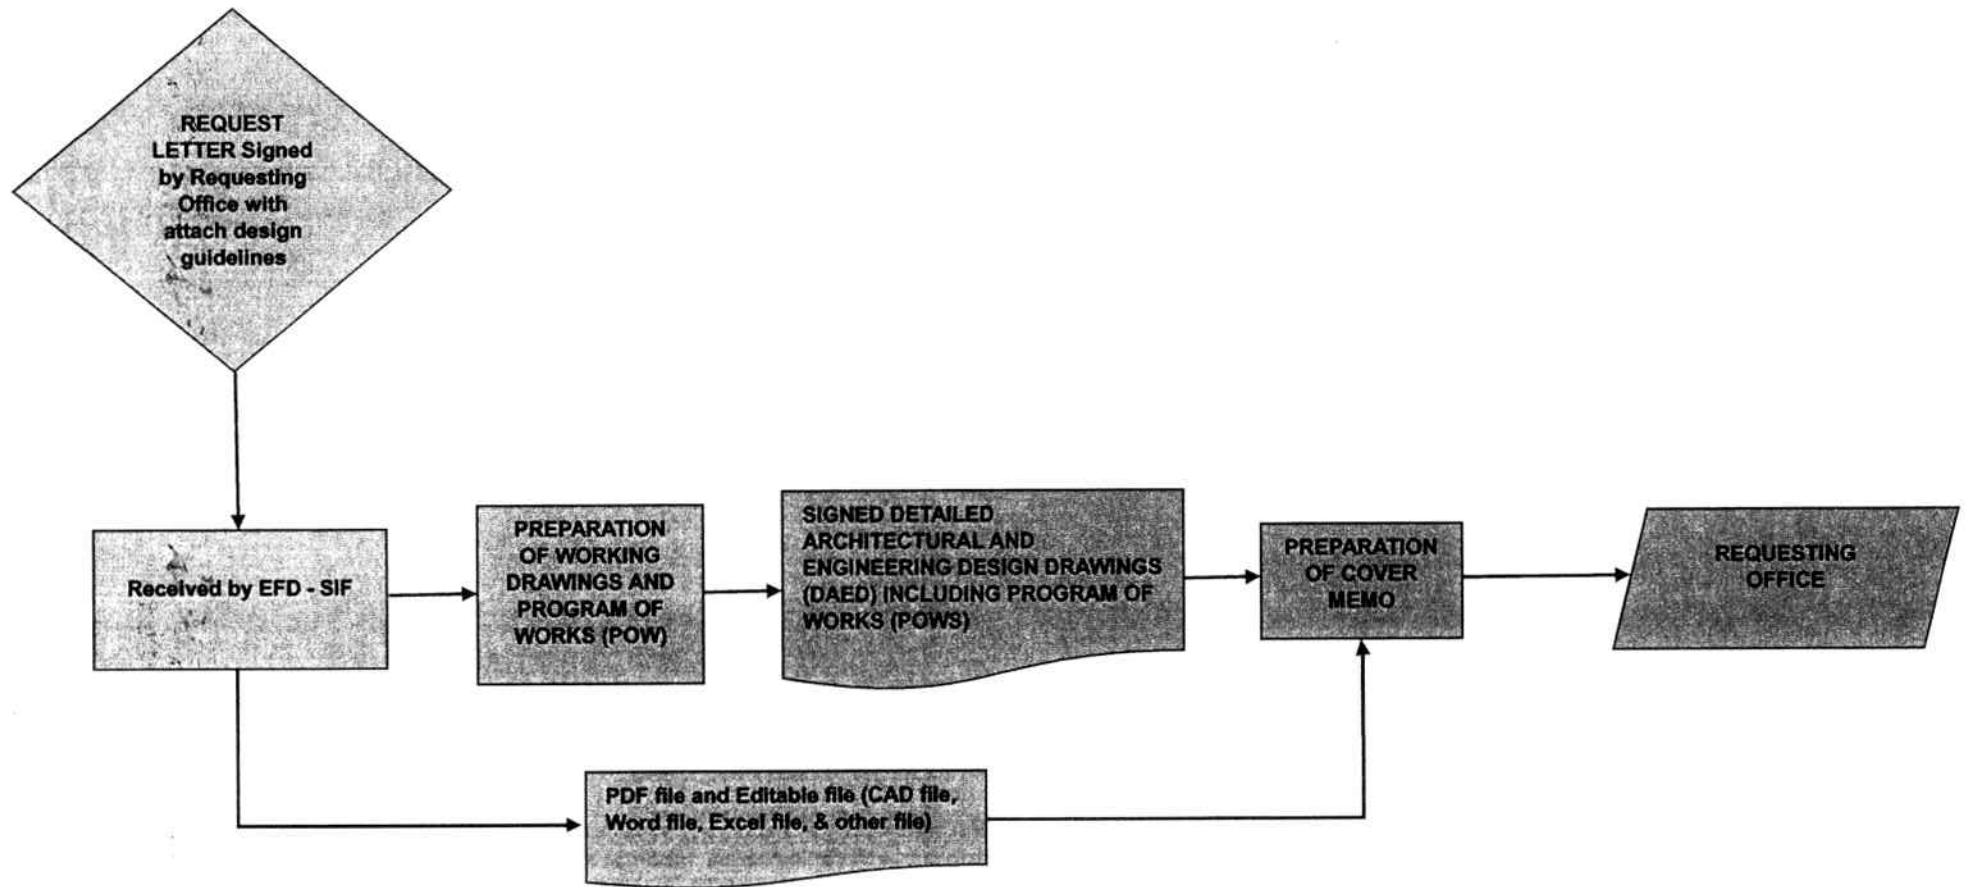 REQUEST
LETTER Signed
by Requesting
Office with
attach design
guidelines
Received by EFD - SIF
PREPARATION
OF WORKING
DRAWINGS AND
PROGRAM OF
WORKS (POW)
SIGNED DETAILED
ARCHITECTURAL AND
ENGINEERING DESIGN DRAWINGS
(DAED) INCLUDING PROGRAM OF
WORKS (POWS)
PREPARATION
OF COVER
MEMO
REQUESTING
OFFICE
PDF file and Editable file (CAD file,
Word file, Excel file, & other file)